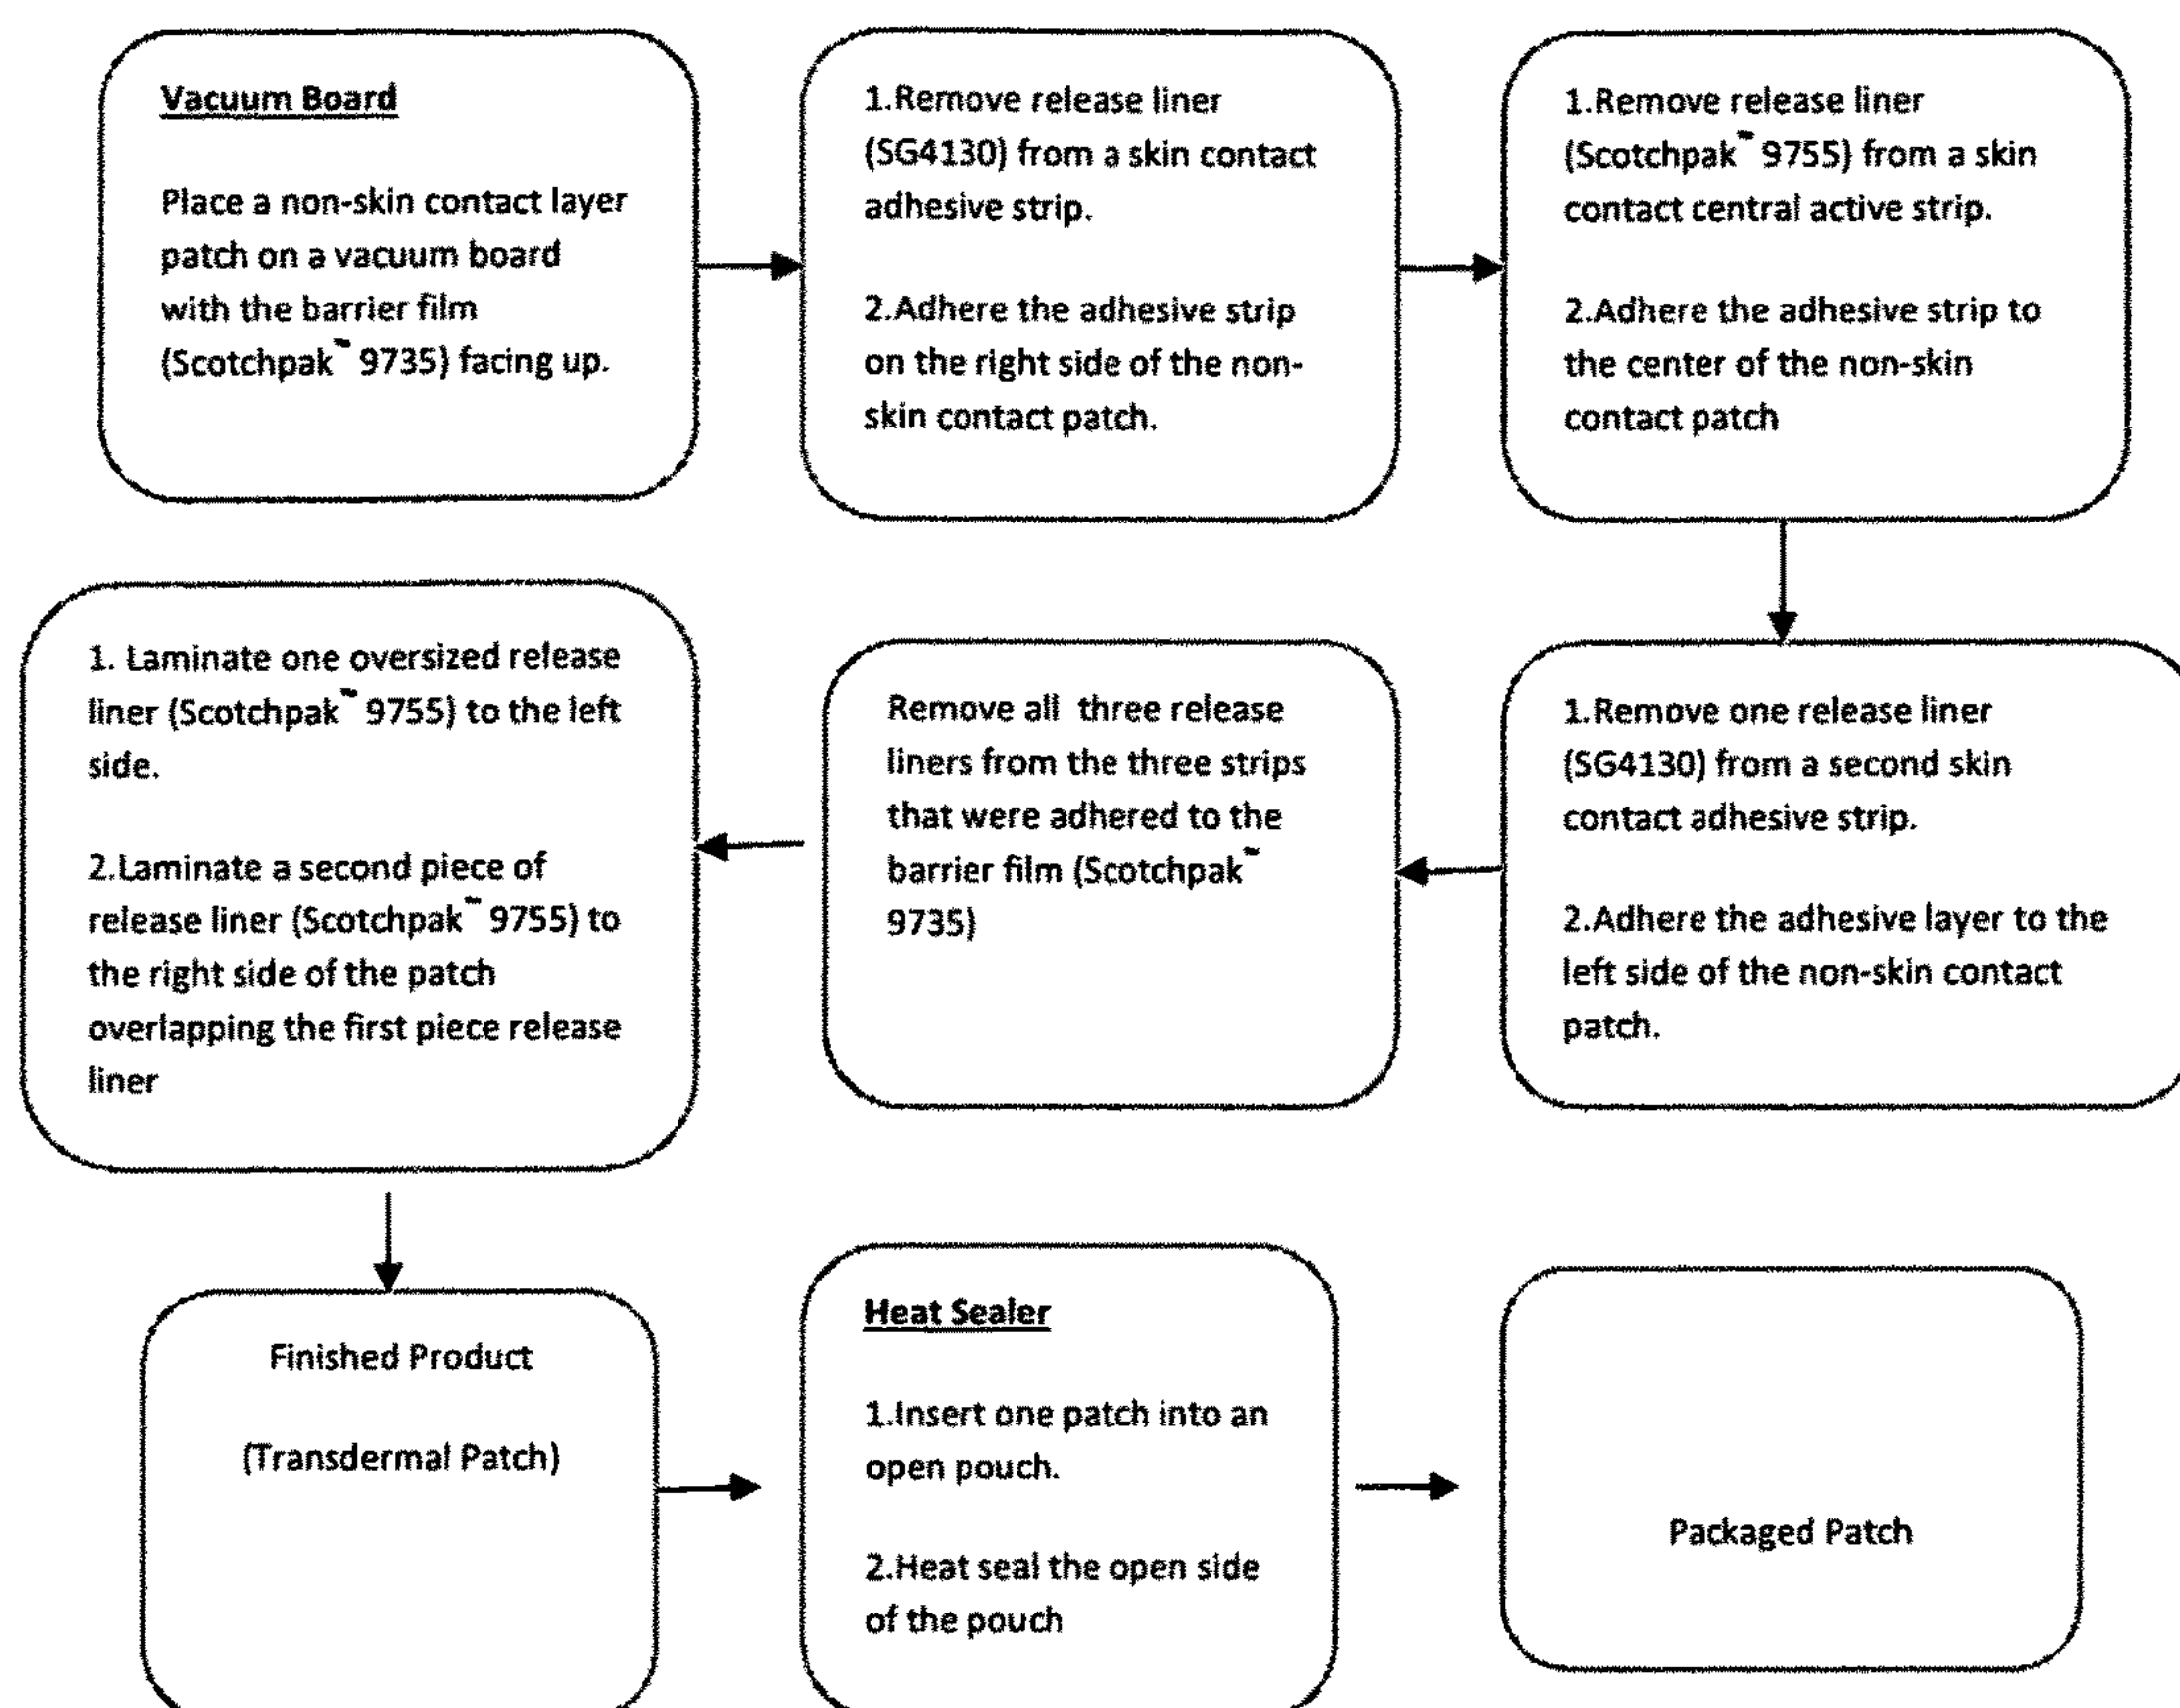 Vacuum Board
Place a non-skin contact layer
patch on a vacuum board
with the barrier film
(Scotchpak™ 9735) facing up.
1.Remove release liner
(SG4130) from a skin contact
adhesive strip.
2.Adhere the adhesive strip
on the right side of the non-
skin contact patch.
1.Remove release liner
(Scotchpak™ 9755) from a skin
contact central active strip.
2.Adhere the adhesive strip to
the center of the non-skin
contact patch
1.Remove one release liner
(SG4130) from a second skin
contact adhesive strip.
2.Adhere the adhesive layer to the
left side of the non-skin contact
patch.
Remove all three release
liners from the three strips
that were adhered to the
barrier film (Scotchpak™
9735)
1. Laminate one oversized release
liner (Scotchpak™ 9755) to the left
side.
2.Laminate a second piece of
release liner (Scotchpak™ 9755) to
the right side of the patch
overlapping the first piece release
liner
Finished Product
(Transdermal Patch)
Heat Sealer
1.Insert one patch into an
open pouch.
2.Heat seal the open side
of the pouch
Packaged Patch